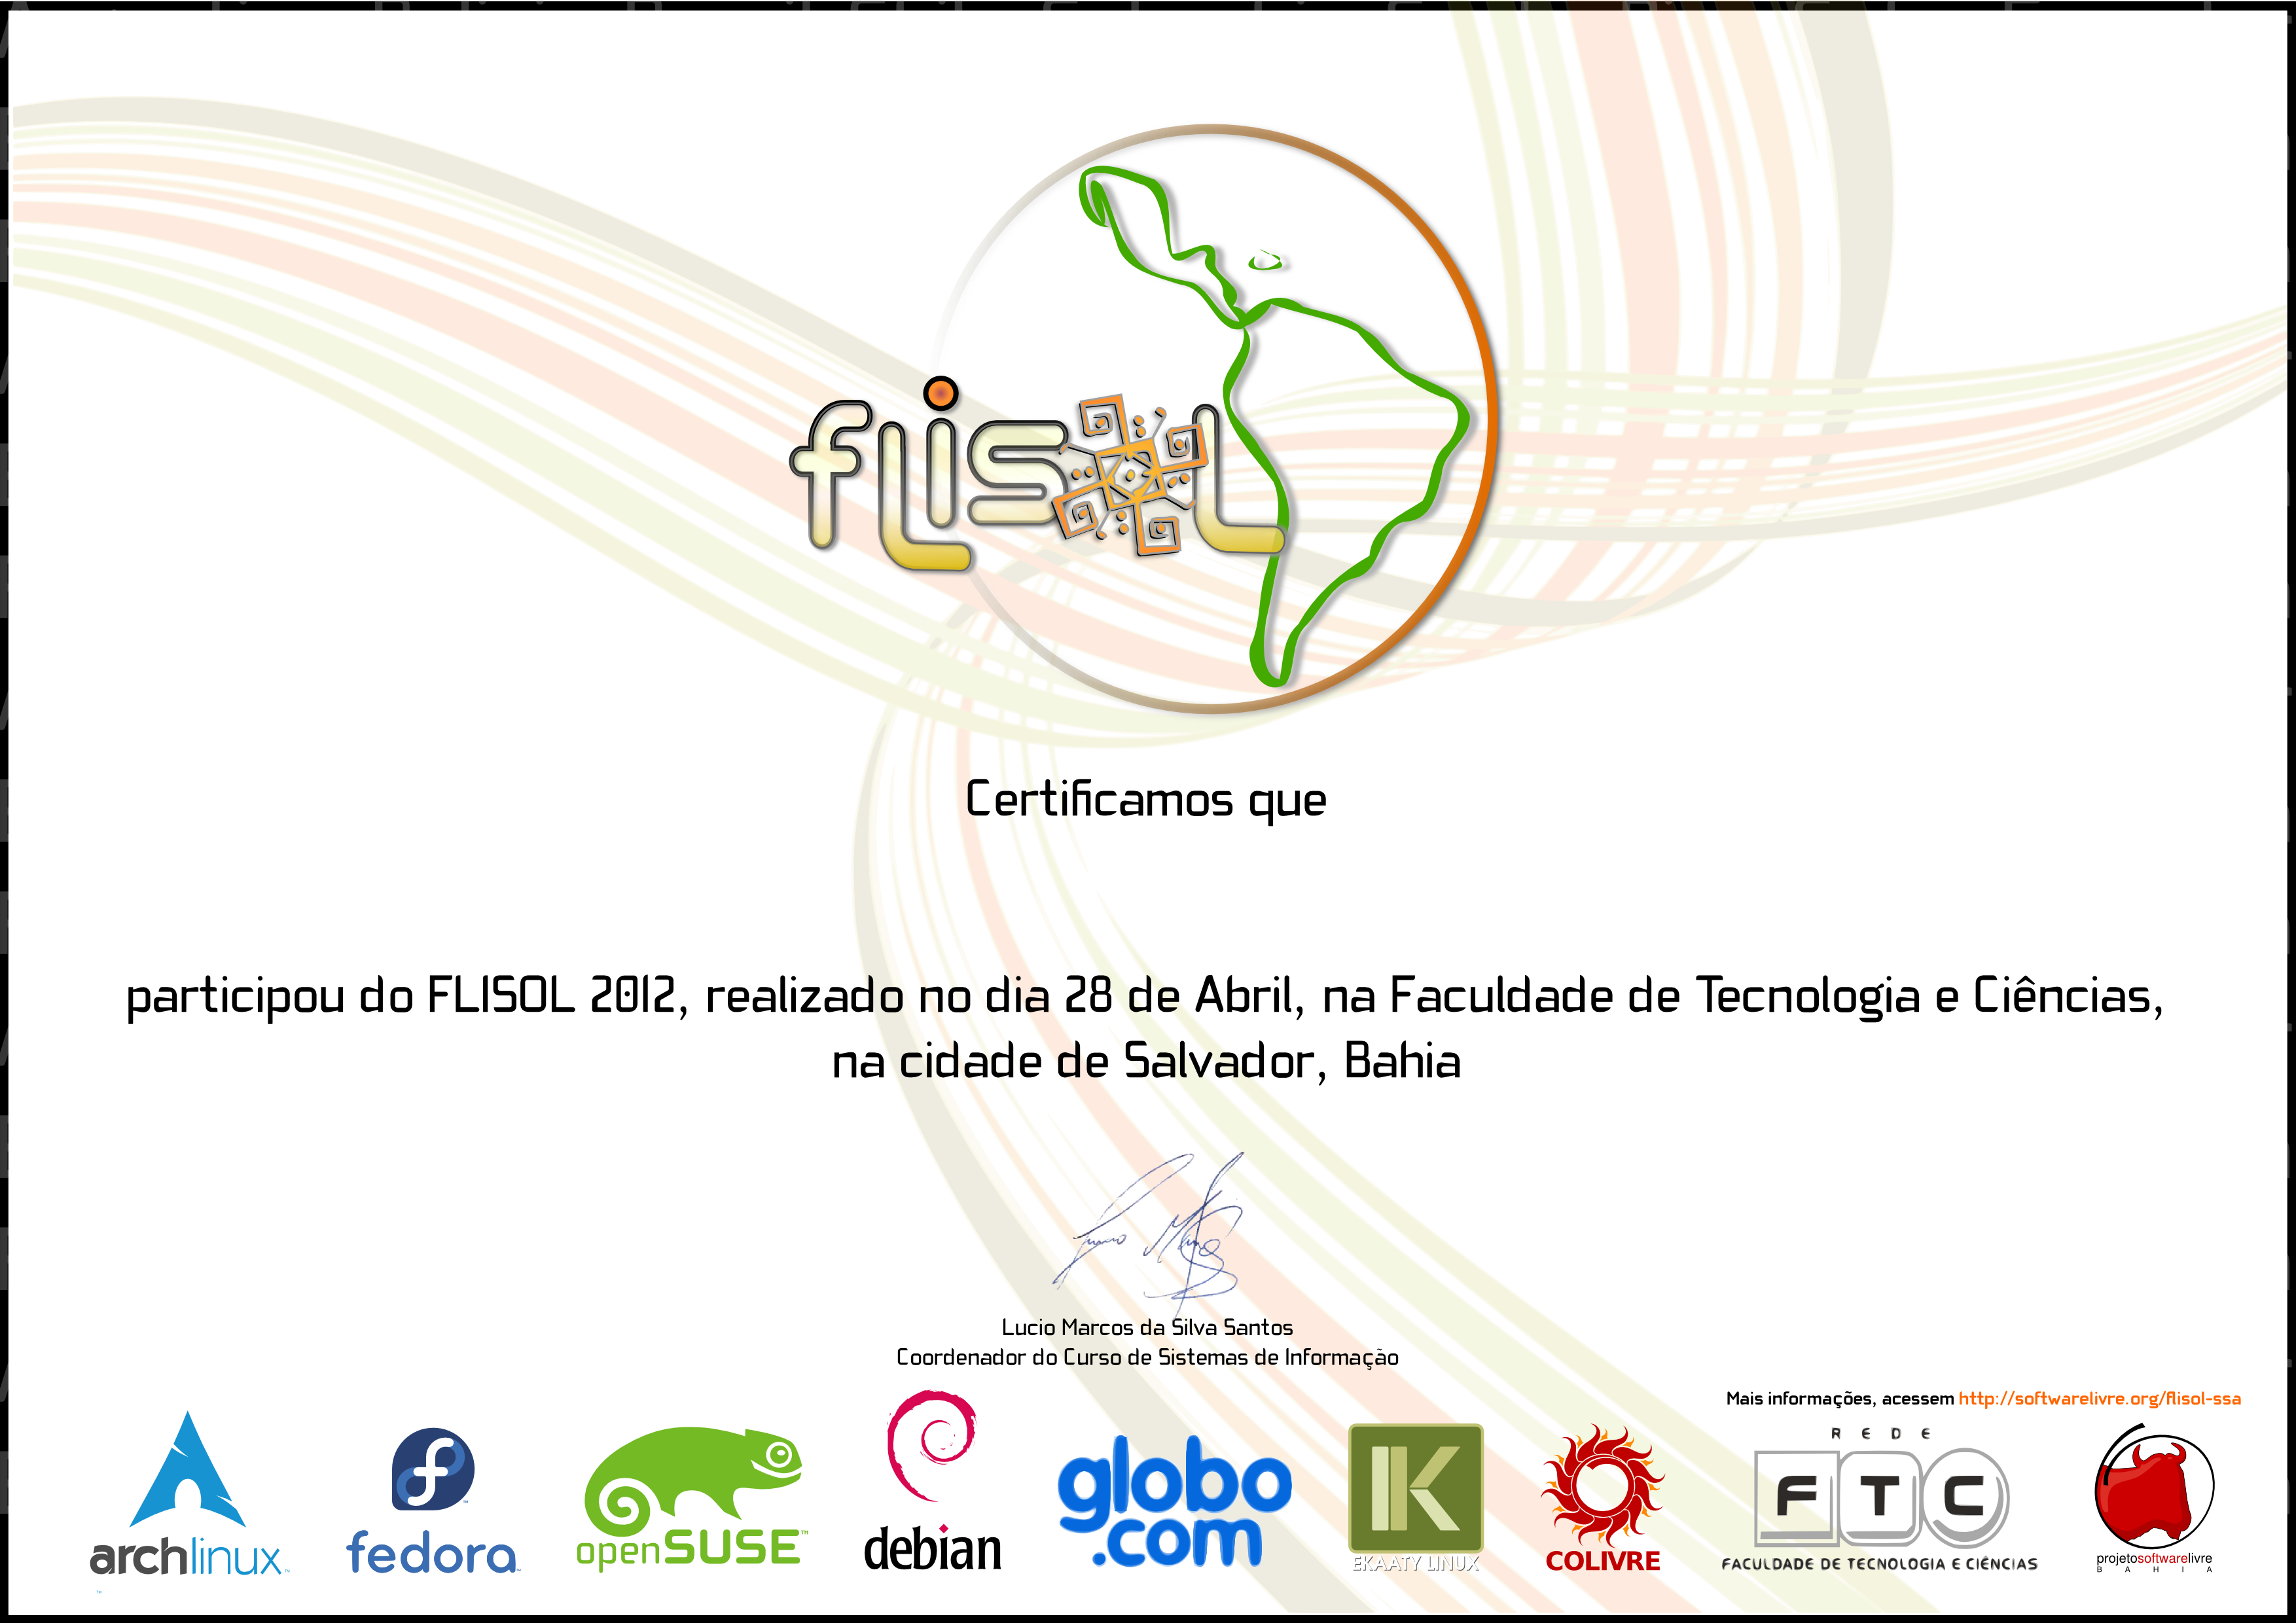 flisol
Certificamos que
participou do FLISOL 2012, realizado no dia 28 de Abril, na Faculdade de Tecnologia e Ciências,
na cidade de Salvador, Bahia
Lucio Marcos da Silva Santos
Coordenador do Curso de Sistemas de Informação
Mais informações, acessem http://softwarelivre.org/flisol-ssa
archlinux™
fedora™
openSUSE™
debian
globo
.com
EKAATY LINUX
COLIVRE
REDE
FTC
FACULDADE DE TECNOLOGIA E CIÊNCIAS
projetosoftwarelivre
BAHIA